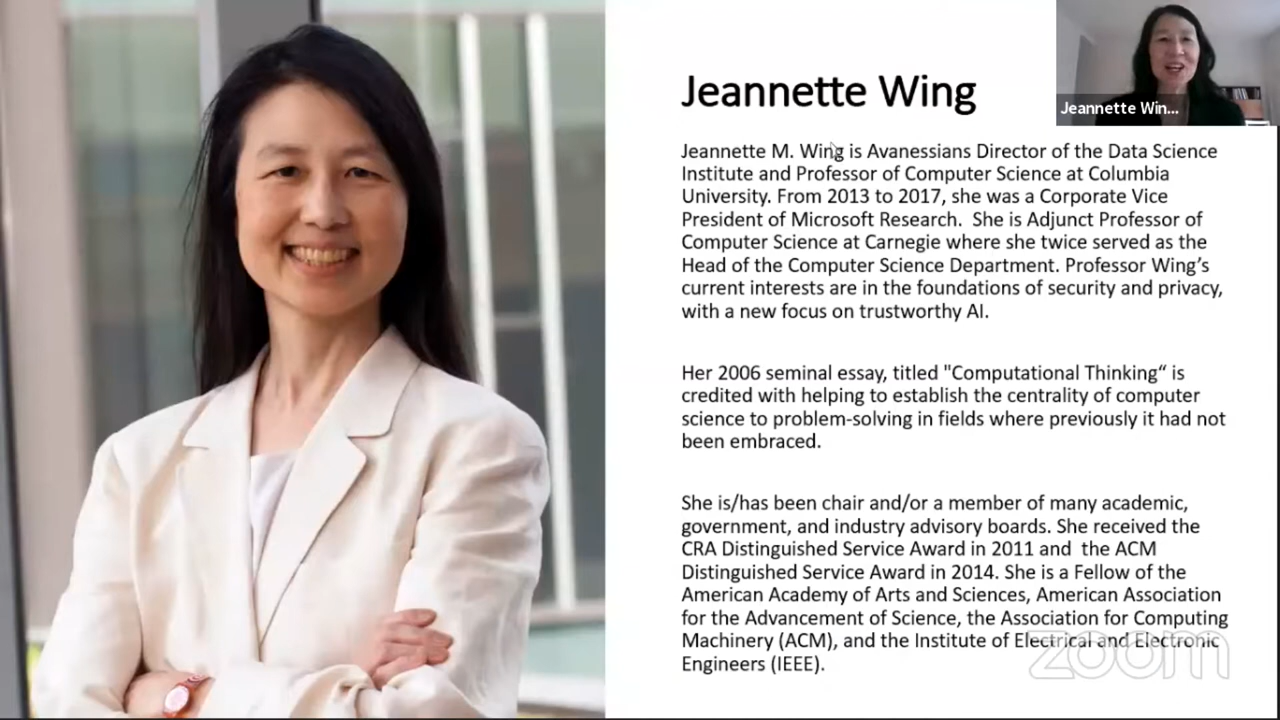 Jeannette Wing
Jeannette Win...
Jeannette M. Wing is Avanessians Director of the Data Science
Institute and Professor of Computer Science at Columbia
University. From 2013 to 2017, she was a Corporate Vice
President of Microsoft Research.  She is Adjunct Professor of
Computer Science at Carnegie where she twice served as the
Head of the Computer Science Department. Professor Wing’s
current interests are in the foundations of security and privacy,
with a new focus on trustworthy AI.
Her 2006 seminal essay, titled "Computational Thinking“ is
credited with helping to establish the centrality of computer
science to problem-solving in fields where previously it had not
been embraced.
She is/has been chair and/or a member of many academic,
government, and industry advisory boards. She received the
CRA Distinguished Service Award in 2011 and  the ACM
Distinguished Service Award in 2014. She is a Fellow of the
American Academy of Arts and Sciences, American Association
for the Advancement of Science, the Association for Computing
Machinery (ACM), and the Institute of Electrical and Electronic
Engineers (IEEE).
zoom